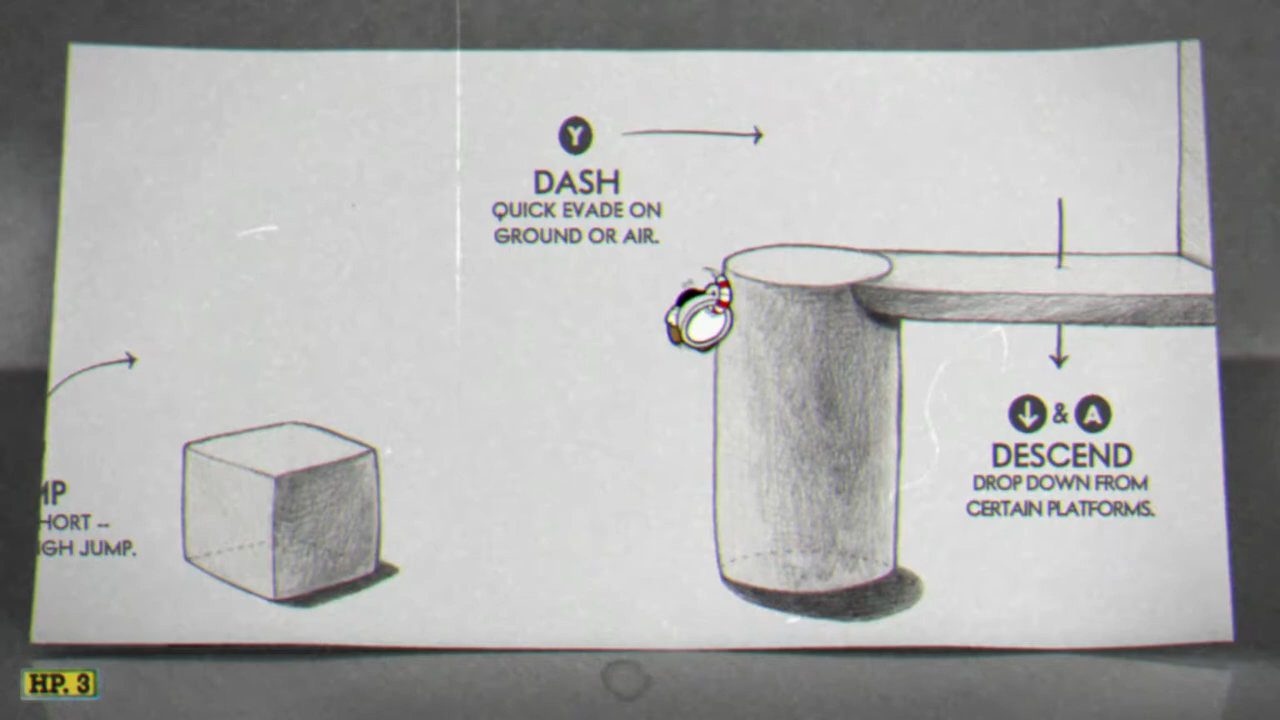 Y
DASH
QUICK EVADE ON
GROUND OR AIR.
MP
HORT --
IGH JUMP.
& A
DESCEND
DROP DOWN FROM
CERTAIN PLATFORMS.
HP. 3